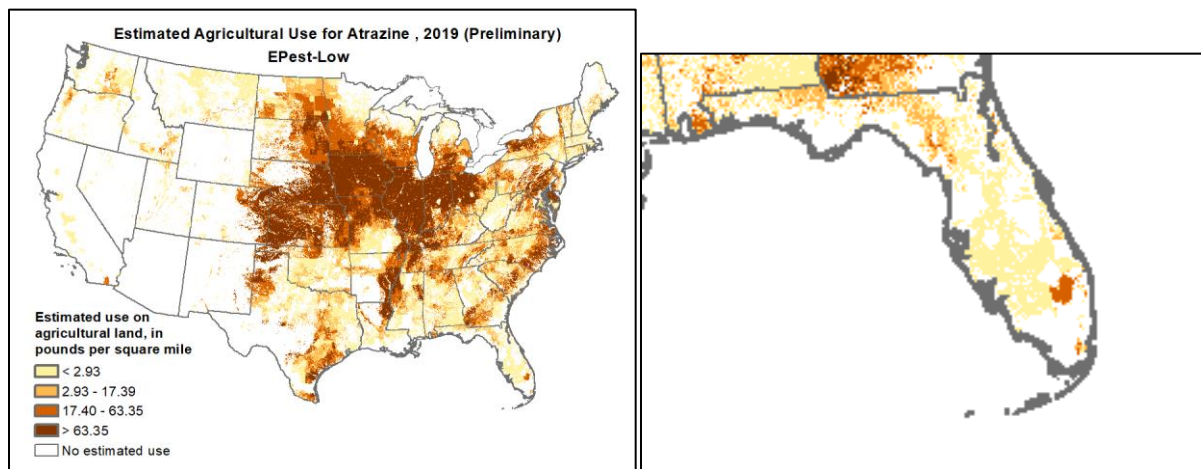 Estimated Agricultural Use for Atrazine , 2019 (Preliminary)
EPest-Low
Estimated use on
agricultural land, in
pounds per square mile
< 2.93
2.93 - 17.39
17.40 - 63.35
> 63.35
No estimated use